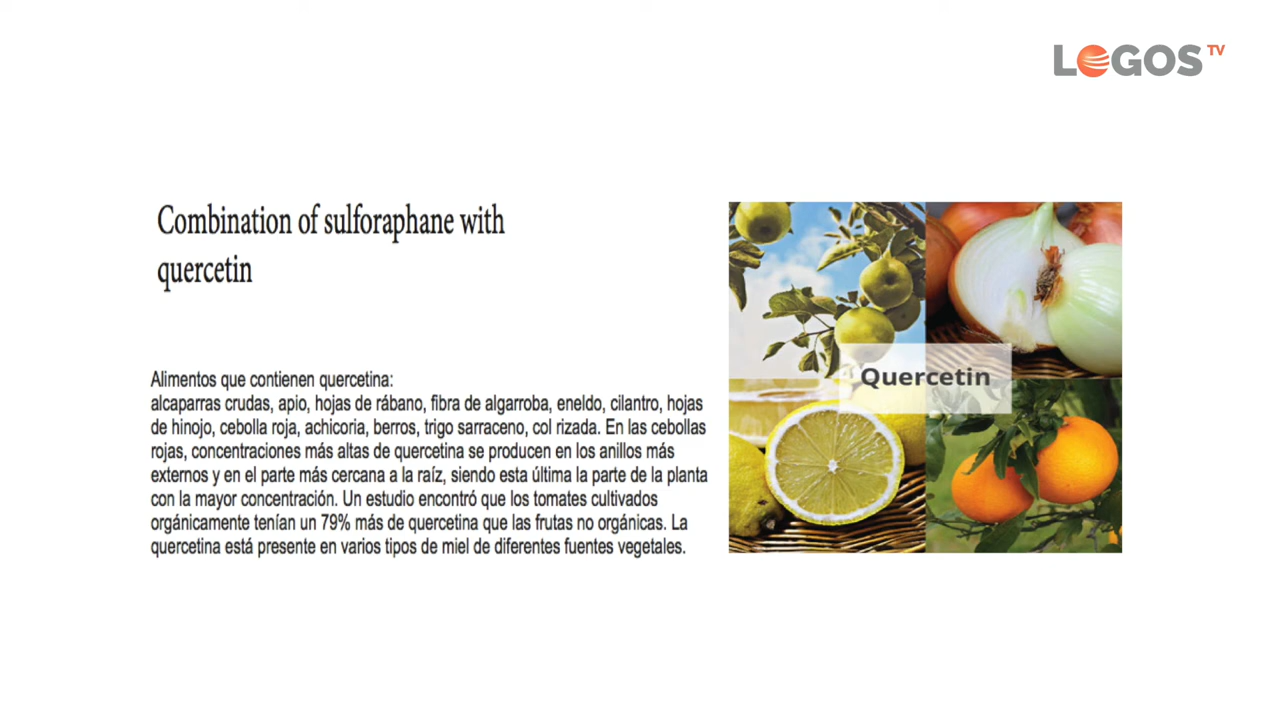 LOGOS TV
Combination of sulforaphane with
quercetin
Alimentos que contienen quercetina:
alcaparras crudas, apio, hojas de rábano, fibra de algarroba, eneldo, cilantro, hojas
de hinojo, cebolla roja, achicoria, berros, trigo sarraceno, col rizada. En las cebollas
rojas, concentraciones más altas de quercetina se producen en los anillos más
externos y en el parte más cercana a la raíz, siendo esta última la parte de la planta
con la mayor concentración. Un estudio encontró que los tomates cultivados
orgánicamente tenían un 79% más de quercetina que las frutas no orgánicas. La
quercetina está presente en varios tipos de miel de diferentes fuentes vegetales.
Quercetin